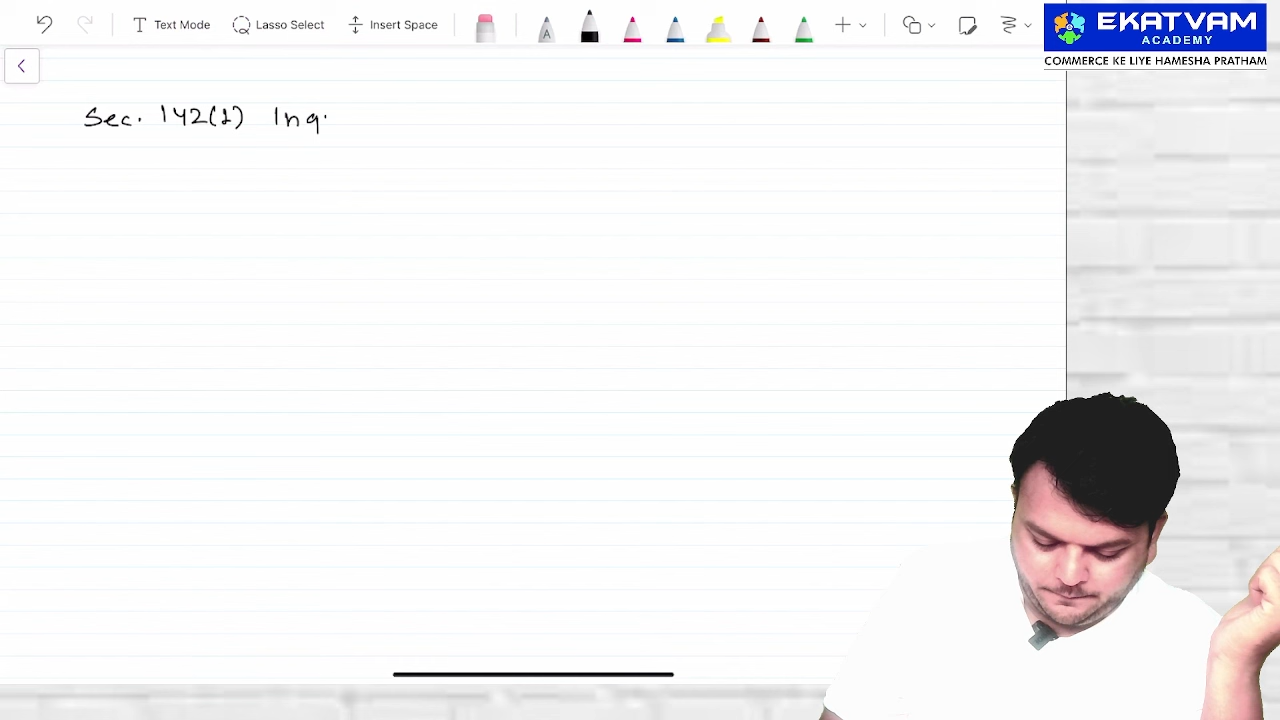 Text Mode Lasso Select Insert Space
A
EKATVAM
ACADEMY
COMMERCE KE LIYE HAMESHA PRATHAM
Sec. 142(1) Inq.